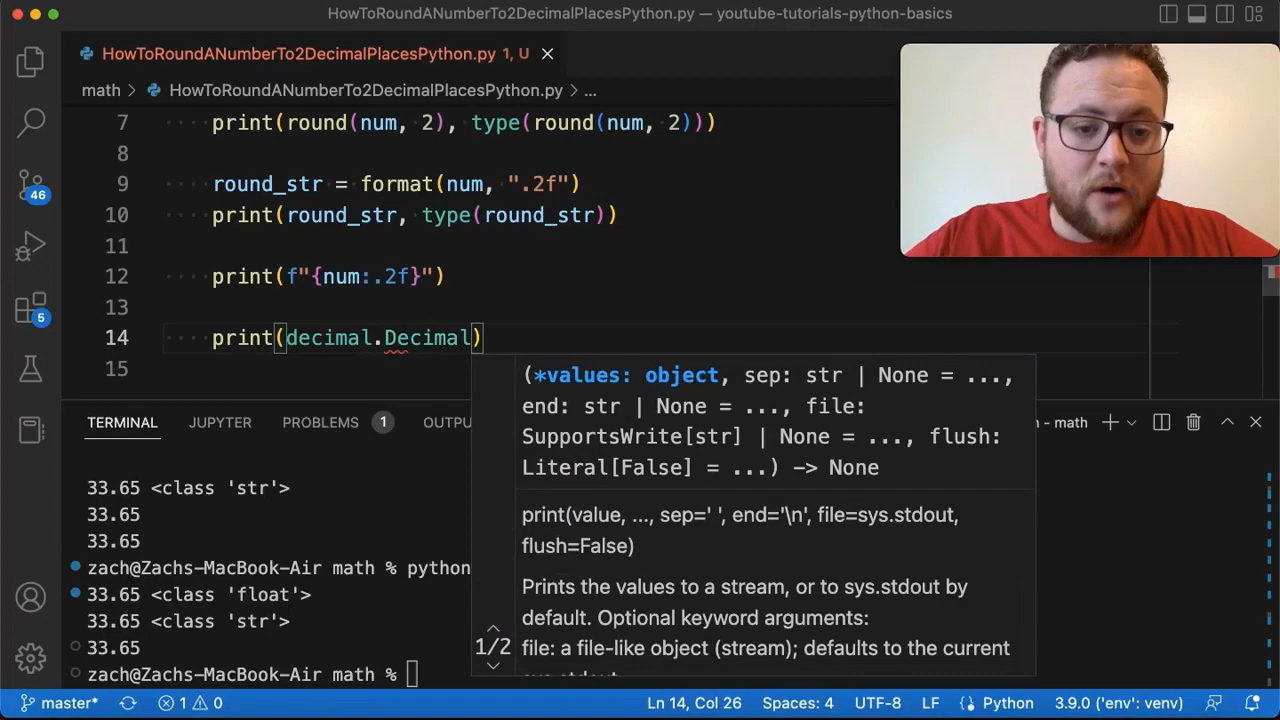 HowToRoundANumberTo2DecimalPlacesPython.py — youtube-tutorials-python-basics
HowToRoundANumberTo2DecimalPlacesPython.py 1, U
math > HowToRoundANumberTo2DecimalPlacesPython.py > ...
7 print(round(num, 2), type(round(num, 2)))
8
9 round_str = format(num, ".2f")
10 print(round_str, type(round_str))
11
12 print(f"{num:.2f}")
13
14 print(decimal.Decimal)
15
(*values: object, sep: str | None = ...,
end: str | None = ..., file:
SupportsWrite[str] | None = ..., flush:
Literal[False] = ...) -> None
print(value, ..., sep=' ', end='\n', file=sys.stdout,
flush=False)
Prints the values to a stream, or to sys.stdout by
default. Optional keyword arguments:
file: a file-like object (stream); defaults to the current
1/2
TERMINAL JUPYTER PROBLEMS 1 OUTPU - math
33.65 <class 'str'>
33.65
33.65
zach@Zachs-MacBook-Air math % python
33.65 <class 'float'>
33.65 <class 'str'>
33.65
zach@Zachs-MacBook-Air math %
46
5
master* 1 0 Ln 14, Col 26 Spaces: 4 UTF-8 LF Python 3.9.0 ('env': venv)